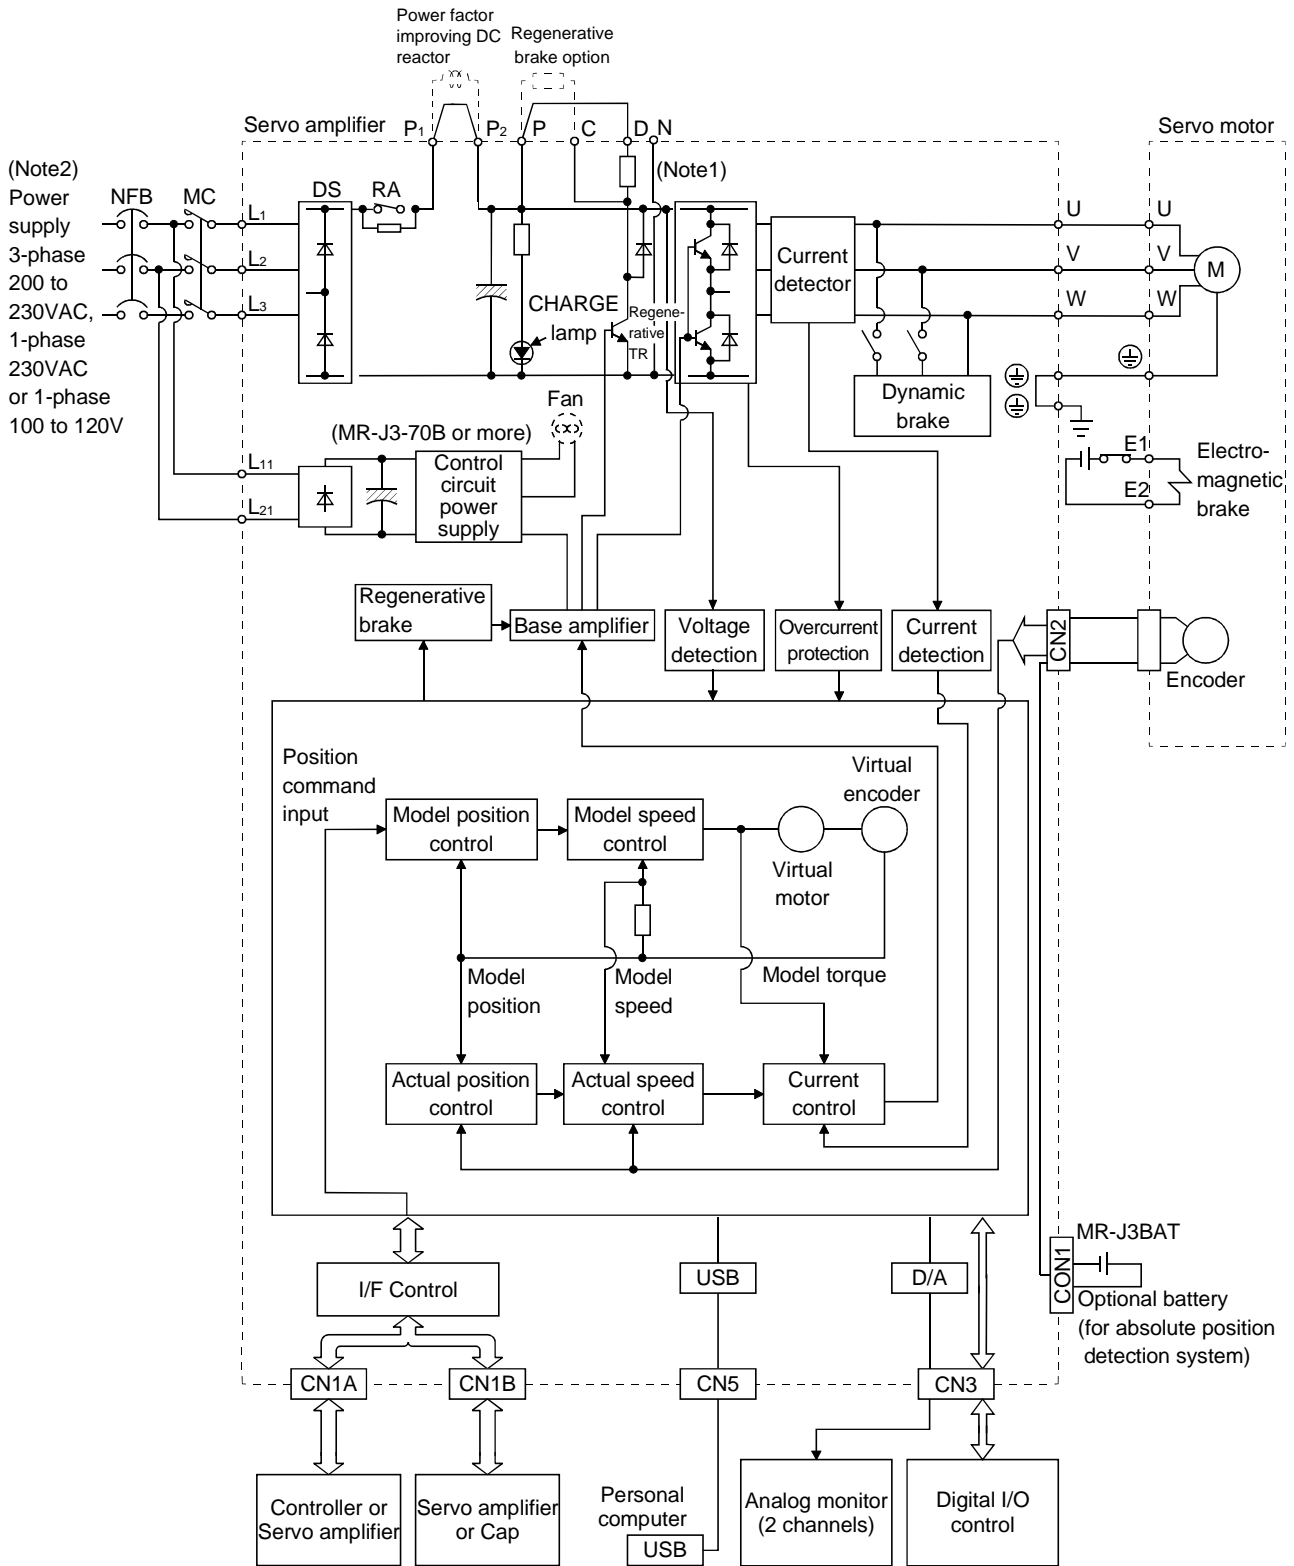 Power factor
improving DC
reactor
Regenerative
brake option
Servo amplifier
P1
P2
P
C
D
N
Servo motor
(Note2)
Power
supply
3-phase
200 to
230VAC,
1-phase
230VAC
or 1-phase
100 to 120V
NFB
MC
DS
RA
(Note1)
L1
L2
L3
CHARGE
lamp
Regene-
rative
TR
Current
detector
U
V
W
U
V
W
M
Dynamic
brake
Fan
(MR-J3-70B or more)
L11
L21
Control
circuit
power
supply
E1
E2
Electro-
magnetic
brake
Regenerative
brake
Base amplifier
Voltage
detection
Overcurrent
protection
Current
detection
CN2
Encoder
Position
command
input
Model position
control
Model speed
control
Virtual
encoder
Virtual
motor
Model
position
Model
speed
Model torque
Actual position
control
Actual speed
control
Current
control
I/F Control
USB
D/A
CON1
MR-J3BAT
Optional battery
(for absolute position
detection system)
CN1A
CN1B
CN5
CN3
Controller or
Servo amplifier
Servo amplifier
or Cap
Personal
computer
USB
Analog monitor
(2 channels)
Digital I/O
control